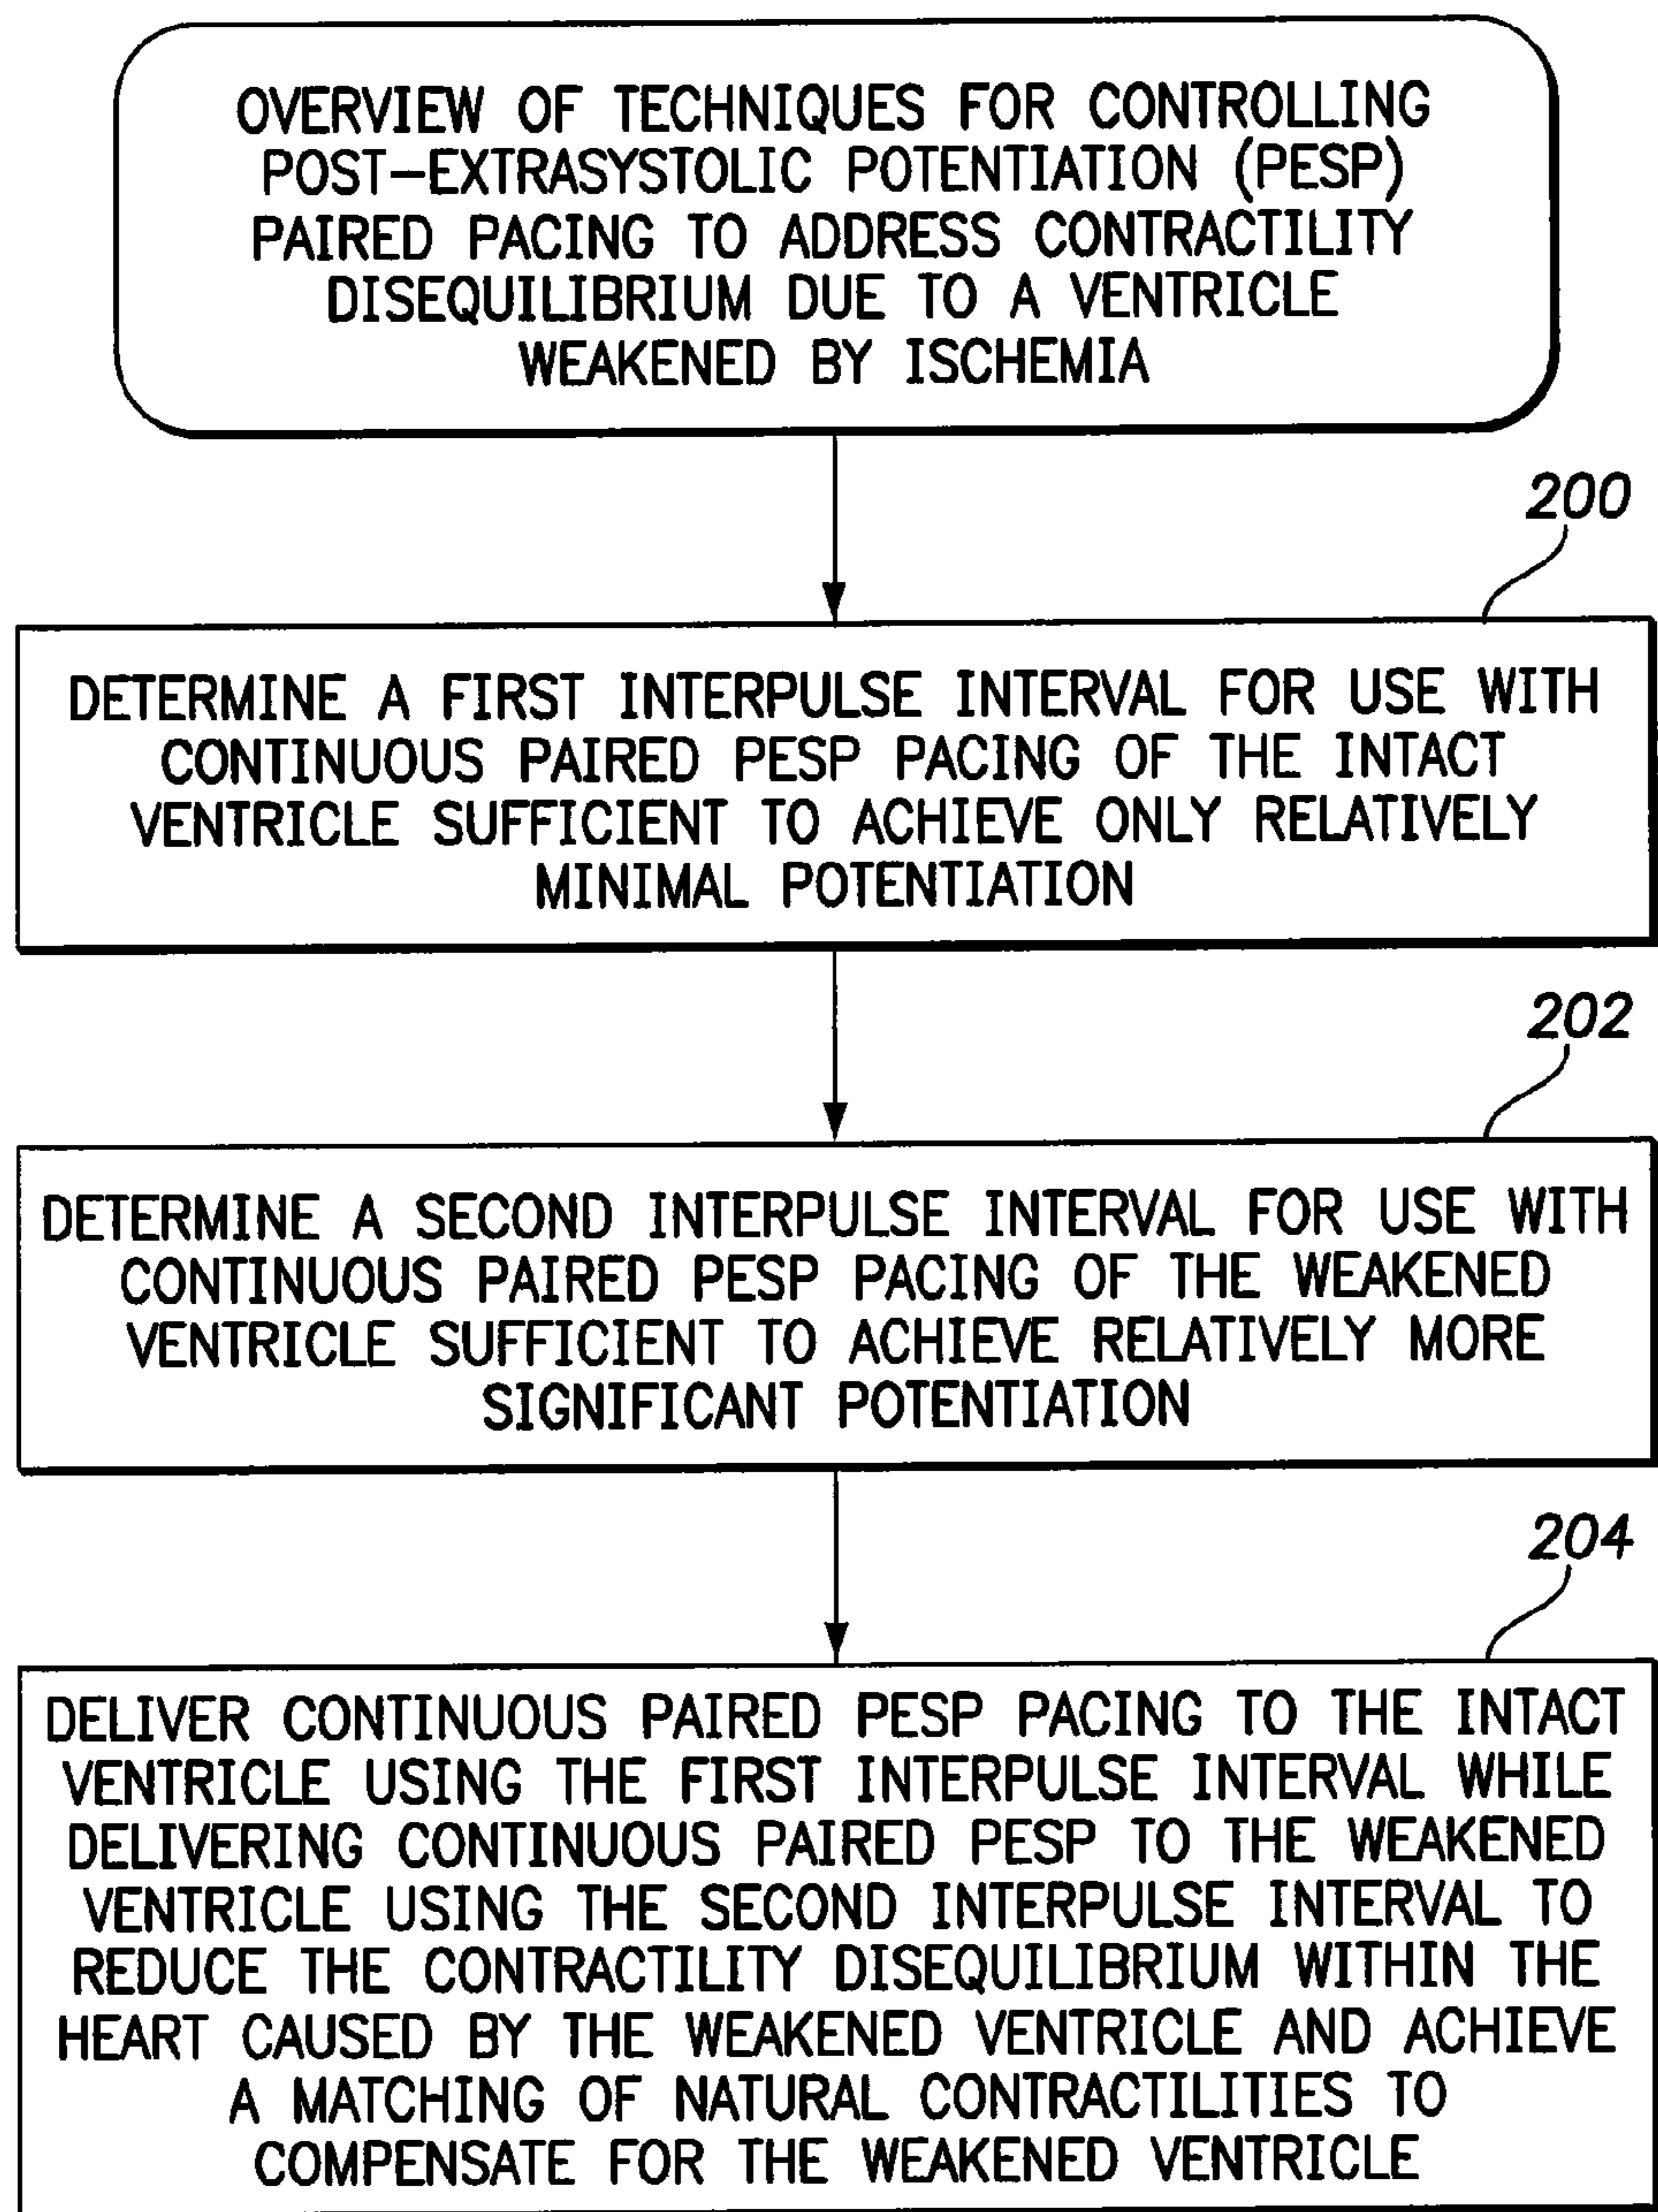 OVERVIEW OF TECHNIQUES FOR CONTROLLING
POST-EXTRASYSTOLIC POTENTIATION (PESP)
PAIRED PACING TO ADDRESS CONTRACTILITY
DISEQUILIBRIUM DUE TO A VENTRICLE
WEAKENED BY ISCHEMIA
200
DETERMINE A FIRST INTERPULSE INTERVAL FOR USE WITH
CONTINUOUS PAIRED PESP PACING OF THE INTACT
VENTRICLE SUFFICIENT TO ACHIEVE ONLY RELATIVELY
MINIMAL POTENTIATION
202
DETERMINE A SECOND INTERPULSE INTERVAL FOR USE WITH
CONTINUOUS PAIRED PESP PACING OF THE WEAKENED
VENTRICLE SUFFICIENT TO ACHIEVE RELATIVELY MORE
SIGNIFICANT POTENTIATION
204
DELIVER CONTINUOUS PAIRED PESP PACING TO THE INTACT
VENTRICLE USING THE FIRST INTERPULSE INTERVAL WHILE
DELIVERING CONTINUOUS PAIRED PESP TO THE WEAKENED
VENTRICLE USING THE SECOND INTERPULSE INTERVAL TO
REDUCE THE CONTRACTILITY DISEQUILIBRIUM WITHIN THE
HEART CAUSED BY THE WEAKENED VENTRICLE AND ACHIEVE
A MATCHING OF NATURAL CONTRACTILITIES TO
COMPENSATE FOR THE WEAKENED VENTRICLE